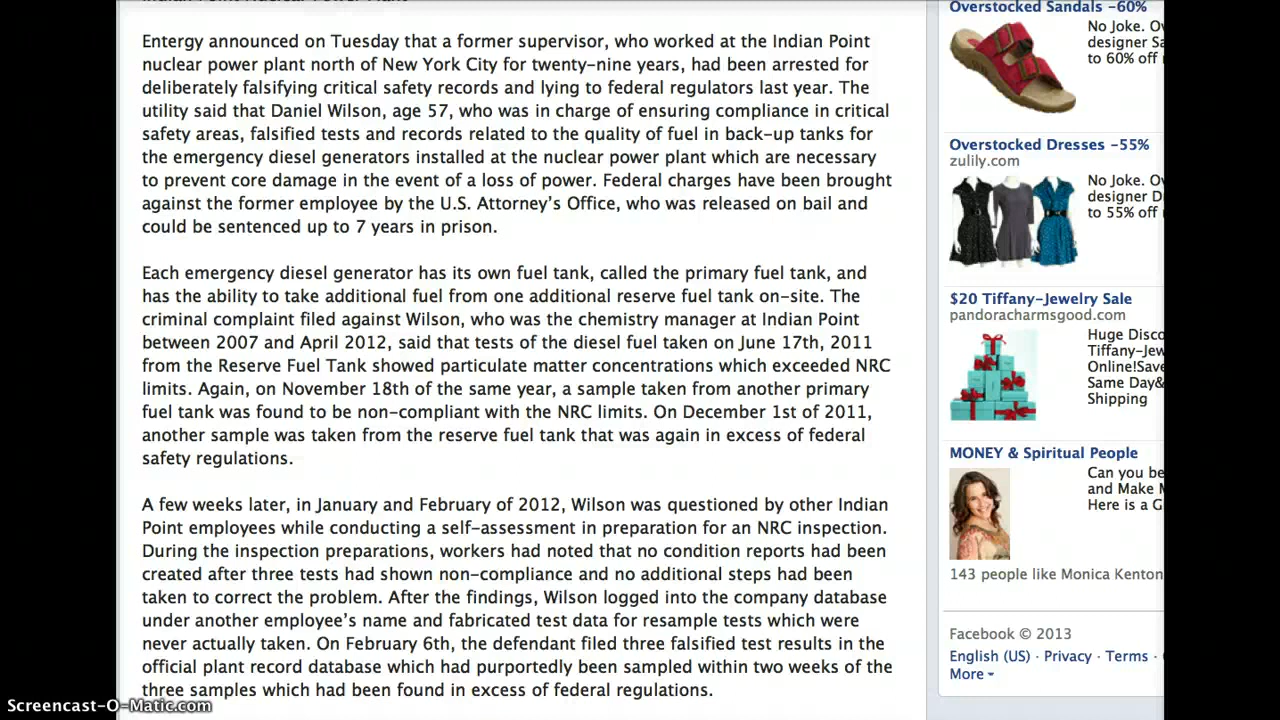 Entergy announced on Tuesday that a former supervisor, who worked at the Indian Point
nuclear power plant north of New York City for twenty-nine years, had been arrested for
deliberately falsifying critical safety records and lying to federal regulators last year. The
utility said that Daniel Wilson, age 57, who was in charge of ensuring compliance in critical
safety areas, falsified tests and records related to the quality of fuel in back-up tanks for
the emergency diesel generators installed at the nuclear power plant which are necessary
to prevent core damage in the event of a loss of power. Federal charges have been brought
against the former employee by the U.S. Attorney's Office, who was released on bail and
could be sentenced up to 7 years in prison.
Each emergency diesel generator has its own fuel tank, called the primary fuel tank, and
has the ability to take additional fuel from one additional reserve fuel tank on-site. The
criminal complaint filed against Wilson, who was the chemistry manager at Indian Point
between 2007 and April 2012, said that tests of the diesel fuel taken on June 17th, 2011
from the Reserve Fuel Tank showed particulate matter concentrations which exceeded NRC
limits. Again, on November 18th of the same year, a sample taken from another primary
fuel tank was found to be non-compliant with the NRC limits. On December 1st of 2011,
another sample was taken from the reserve fuel tank that was again in excess of federal
safety regulations.
A few weeks later, in January and February of 2012, Wilson was questioned by other Indian
Point employees while conducting a self-assessment in preparation for an NRC inspection.
During the inspection preparations, workers had noted that no condition reports had been
created after three tests had shown non-compliance and no additional steps had been
taken to correct the problem. After the findings, Wilson logged into the company database
under another employee's name and fabricated test data for resample tests which were
never actually taken. On February 6th, the defendant filed three falsified test results in the
official plant record database which had purportedly been sampled within two weeks of the
three samples which had been found in excess of federal regulations.
Overstocked Sandals -60%
No Joke. Ov
designer Sa
to 60% off
Overstocked Dresses -55%
zulily.com
No Joke. Ov
designer D
to 55% off
$20 Tiffany-Jewelry Sale
pandoracharmsgood.com
Huge Disco
Tiffany-Jew
Online!Save
Same Day&
Shipping
MONEY & Spiritual People
Can you be
and Make M
Here is a G
143 people like Monica Kenton
Facebook © 2013
English (US) · Privacy · Terms ·
More
Screencast-O-Matic.com